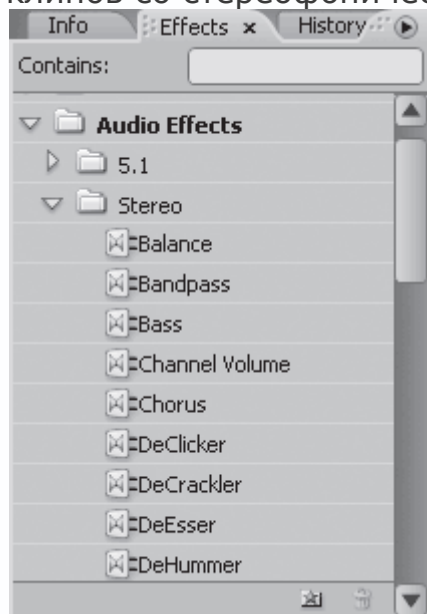 клипов со стереофоничес
Info Effects x History
Contains:
Audio Effects
5.1
Stereo
Balance
Bandpass
Bass
Channel Volume
Chorus
DeClicker
DeCrackler
DeEsser
DeHummer